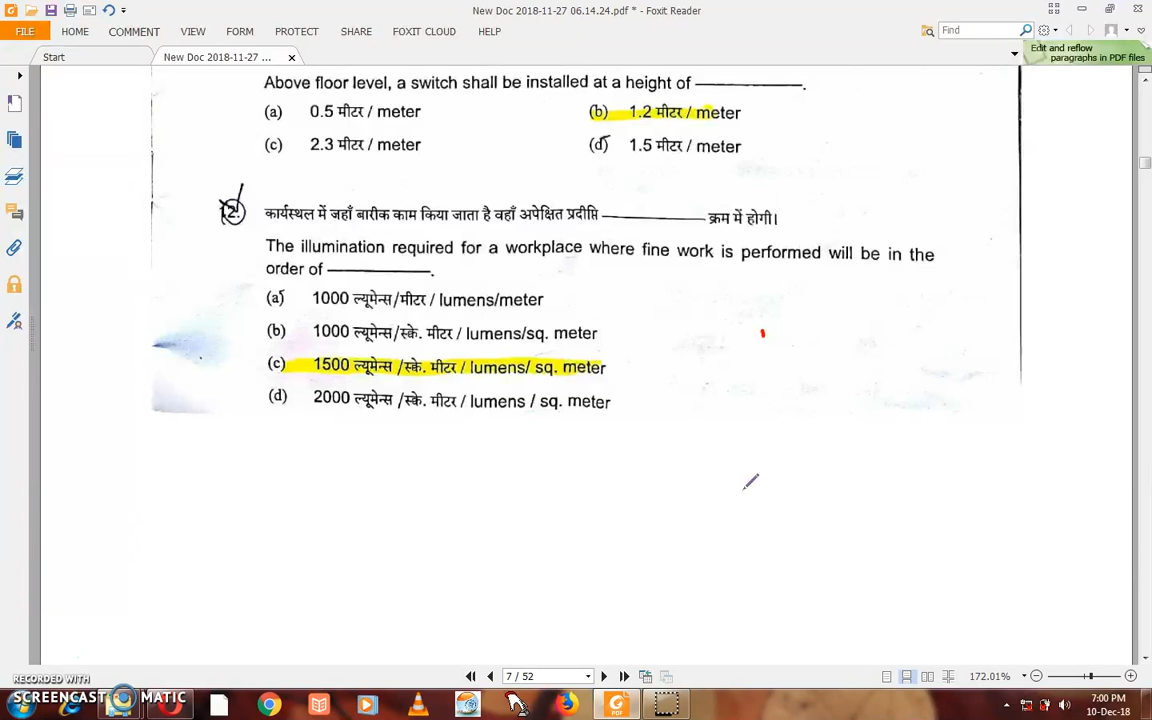 New Doc 2018-11-27 06.14.24.pdf * - Foxit Reader
FILE HOME COMMENT VIEW FORM PROTECT SHARE FOXIT CLOUD HELP
Find
Start New Doc 2018-11-27 ...
Edit and reflow
paragraphs in PDF files
Above floor level, a switch shall be installed at a height of ____________.
(a) 0.5 मीटर / meter (b) 1.2 मीटर / meter
(c) 2.3 मीटर / meter (d) 1.5 मीटर / meter
12. कार्यस्थल में जहाँ बारीक काम किया जाता है वहाँ अपेक्षित प्रदीप्ति ____________ क्रम में होगी।
The illumination required for a workplace where fine work is performed will be in the
order of ____________.
(a) 1000 ल्यूमेन्स/मीटर / lumens/meter
(b) 1000 ल्यूमेन्स/स्के. मीटर / lumens/sq. meter
(c) 1500 ल्यूमेन्स /स्के. मीटर / lumens/ sq. meter
(d) 2000 ल्यूमेन्स /स्के. मीटर / lumens / sq. meter
7 / 52
172.01%
RECORDED WITH
SCREENCAST MATIC
7:00 PM
10-Dec-18